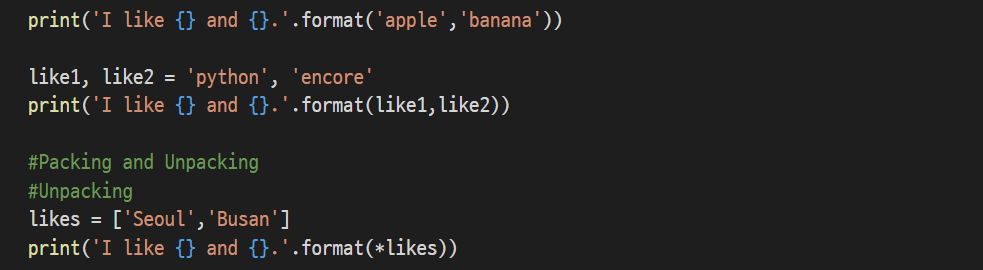 print('I like {} and {}.'.format('apple','banana'))
like1, like2 = 'python', 'encore'
print('I like {} and {}.'.format(like1,like2))
#Packing and Unpacking
#Unpacking
likes = ['Seoul','Busan']
print('I like {} and {}.'.format(*likes))